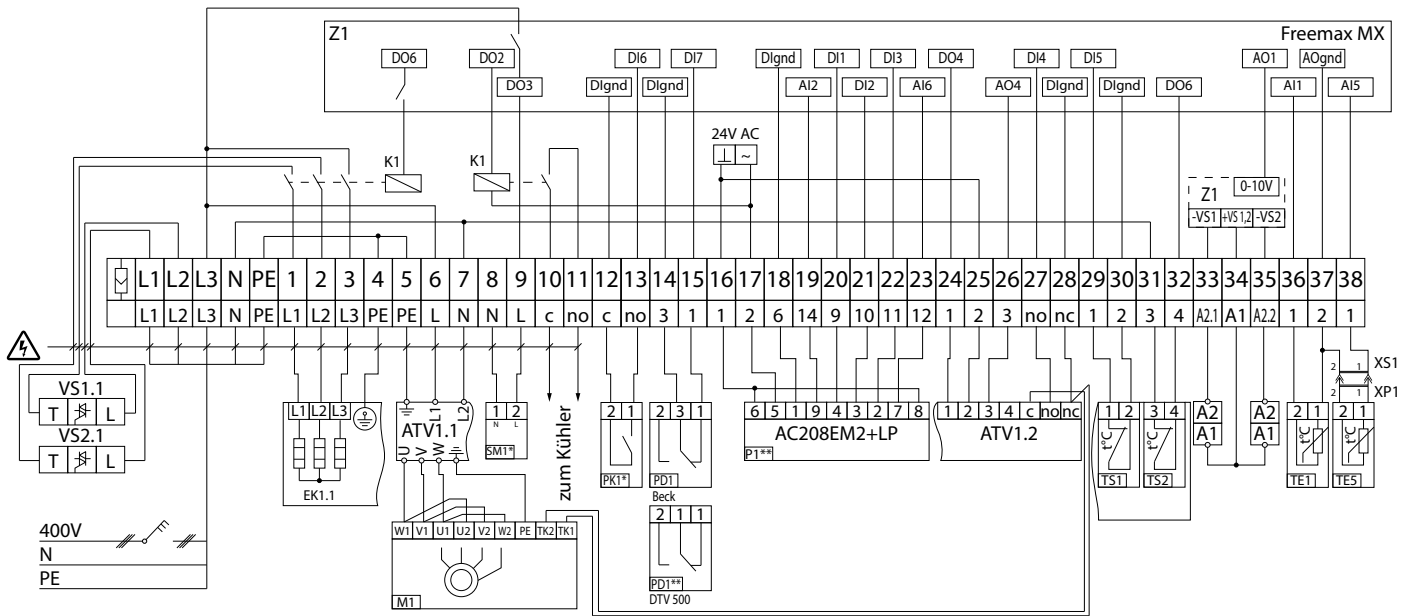 Z1 Freemax MX
DO6 DO2 DI6 DI7 DIgnd DI1 DI3 DO4 DI4 DI5 AO1 AOgnd
DO3 DIgnd DIgnd AI2 DI2 AI6 AO4 DIgnd DIgnd DO6 AI1 AI5
24V AC
⊥ ~
K1 K1
Z1 0-10V
-VS1 +VS1,2 -VS2
L1 L2 L3 N PE 1 2 3 4 5 6 7 8 9 10 11 12 13 14 15 16 17 18 19 20 21 22 23 24 25 26 27 28 29 30 31 32 33 34 35 36 37 38
L1 L2 L3 N PE L1 L2 L3 PE PE L N N L c no c no 3 1 1 2 6 14 9 10 11 12 1 2 3 no nc 1 2 3 4 A2.1 A1 A2.2 1 2 1
2 1 XS1
2 1 XP1
VS1.1
T L
VS2.1
T L
L1 L2 L3
EK1.1
L1 L2
ATV1.1
U V W
1 2
N L
SM1*
zum Kühler
2 1
PK1*
2 3 1
PD1
Beck
2 1 1
PD1**
DTV 500
6 5 1 9 4 3 2 7 8
AC208EM2+LP
P1**
1 2 3 4 c no nc
ATV1.2
1 2
t°C
TS1
3 4
t°C
TS2
A2 A2
A1 A1
2 1
t°C
TE1
2 1
t°C
TE5
W1 V1 U1 U2 V2 W2 PE TK2 TK1
M1
400V
N
PE